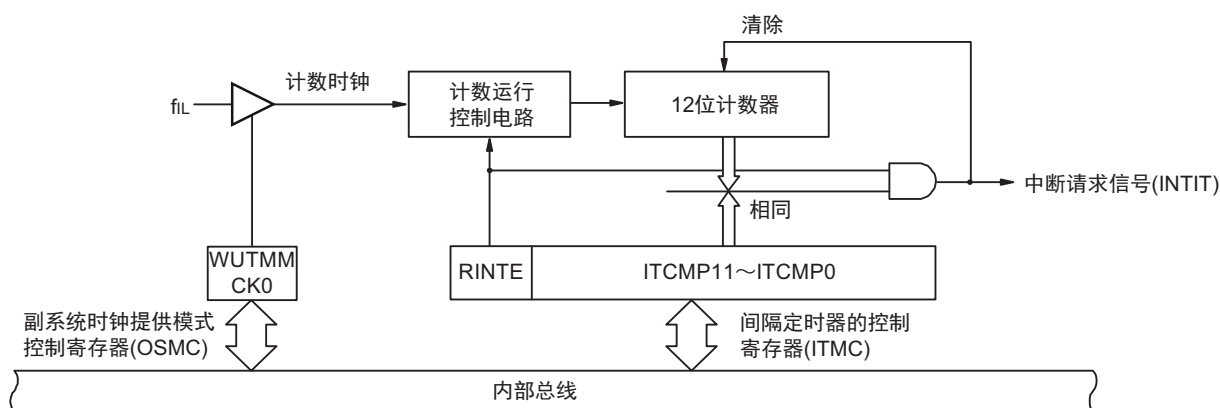 清除
fIL
计数时钟
计数运行
控制电路
12位计数器
中断请求信号(INTIT)
相同
WUTMM
CK0
RINTE
ITCMP11～ITCMP0
副系统时钟提供模式
控制寄存器(OSMC)
间隔定时器的控制
寄存器(ITMC)
内部总线